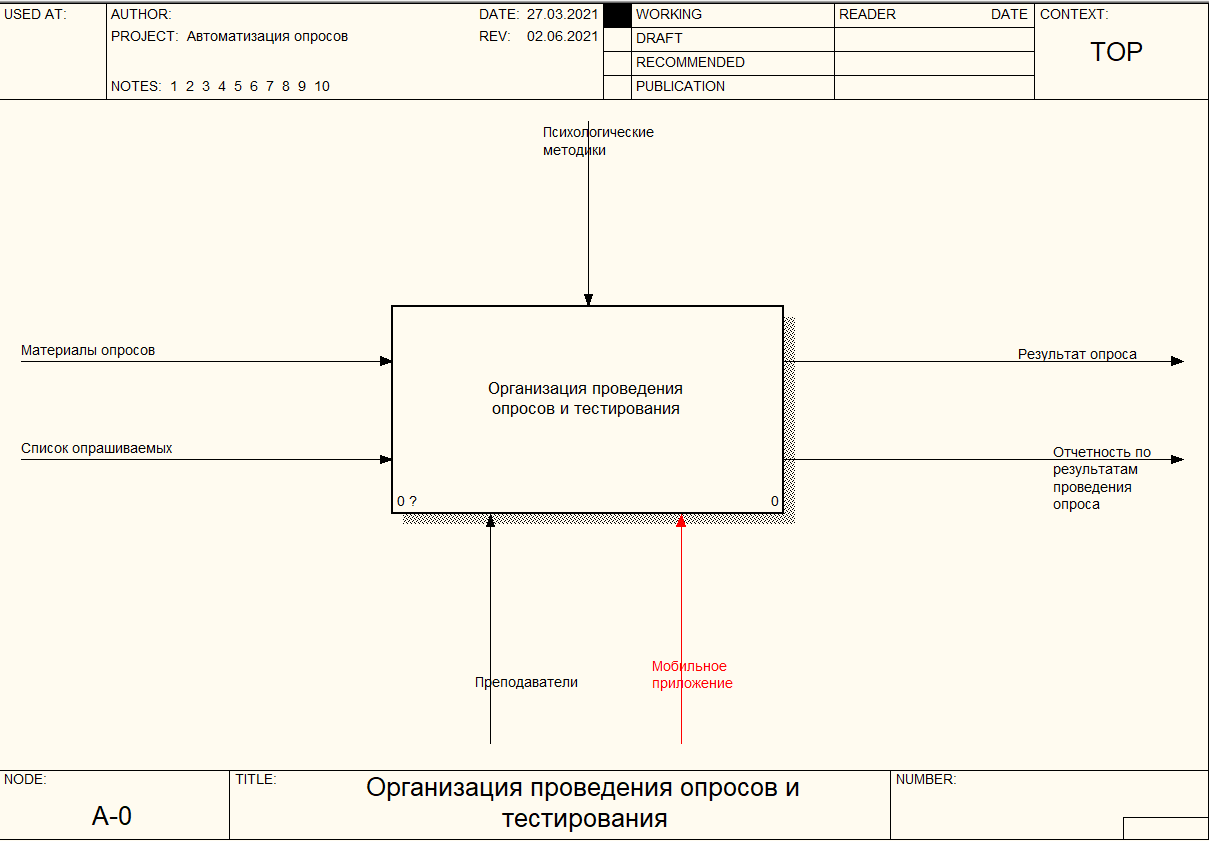 USED AT:
AUTHOR:
DATE: 27.03.2021
PROJECT: Автоматизация опросов
REV: 02.06.2021
NOTES: 1 2 3 4 5 6 7 8 9 10
WORKING
DRAFT
RECOMMENDED
PUBLICATION
READER
DATE
CONTEXT:
TOP
Психологические
методики
Материалы опросов
Список опрашиваемых
Организация проведения
опросов и тестирования
0 ?
0
Результат опроса
Отчетность по
результатам
проведения
опроса
Преподаватели
Мобильное
приложение
NODE:
A-0
TITLE:
Организация проведения опросов и
тестирования
NUMBER: